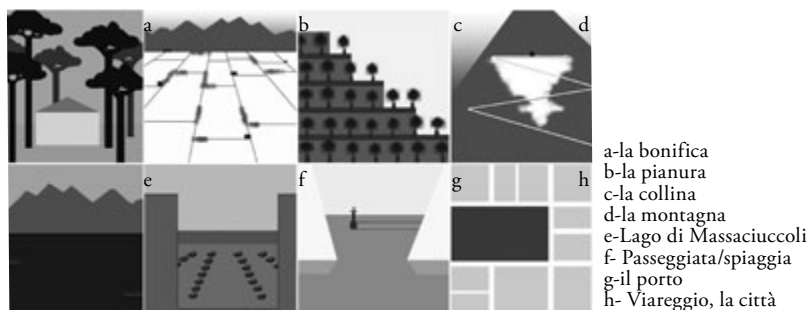 a
b
c
d
e
f
g
h
a-la bonifica
b-la pianura
c-la collina
d-la montagna
e-Lago di Massaciuccoli
f- Passeggiata/spiaggia
g-il porto
h- Viareggio, la città